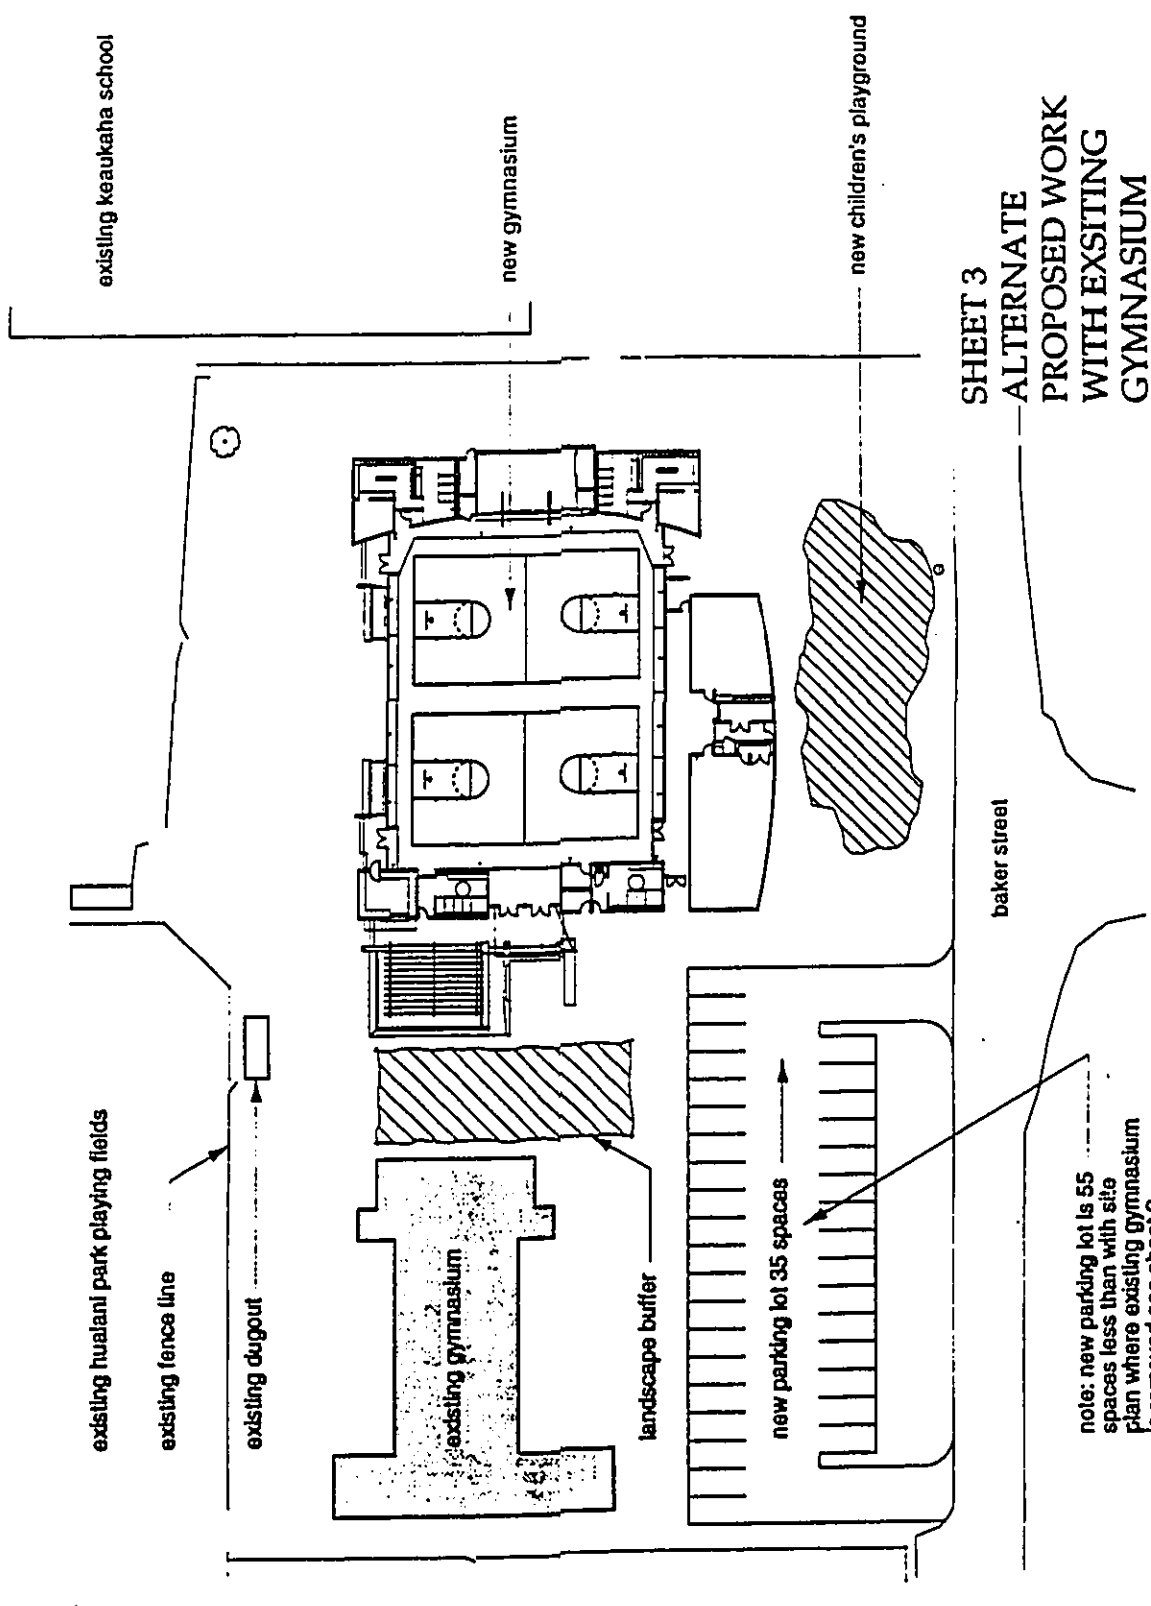 existing keaukaha school
new gymnasium
new children's playground
SHEET 3
ALTERNATE
PROPOSED WORK
WITH EXSITING
GYMNASIUM
existing hualani park playing fields
existing fence line
existing dugout
existing gymnasium
landscape buffer
new parking lot 35 spaces
baker street
note: new parking lot is 55
spaces less than with site
plan where existing gymnasium